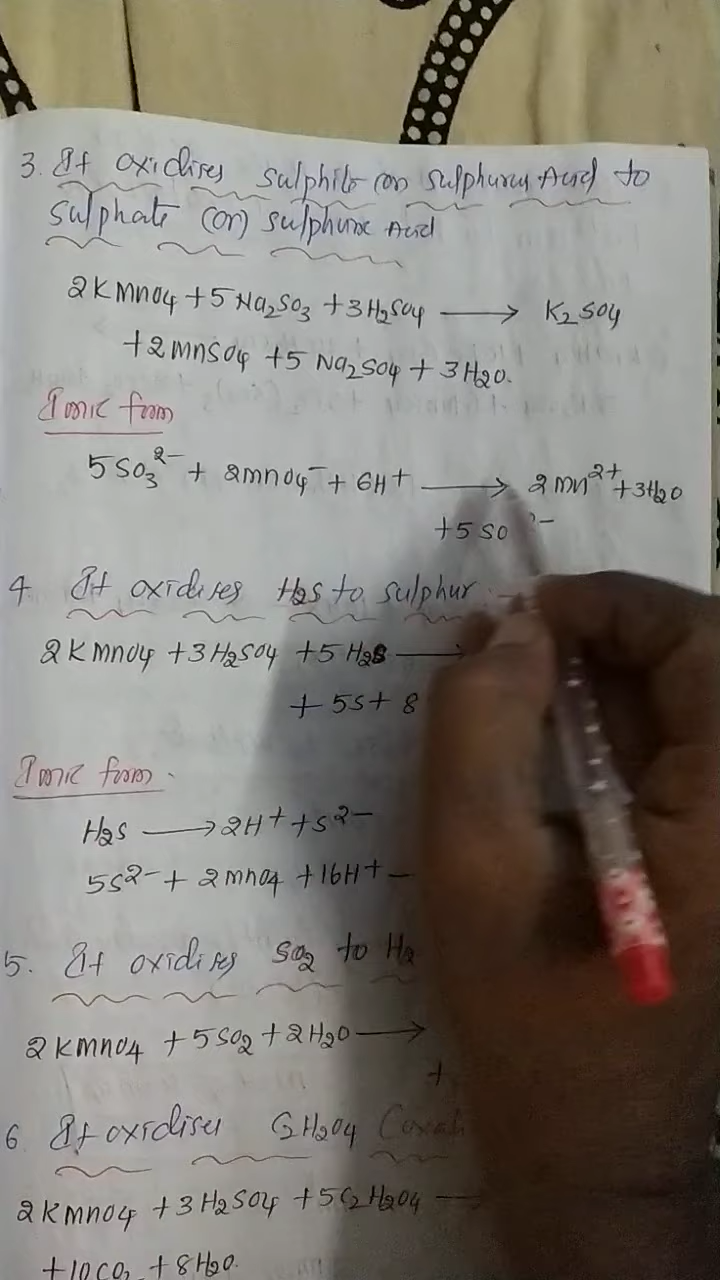 3. It oxidises sulphite (or) sulphurus Acid to
sulphate (or) sulphuric Acid
2KMnO4 + 5Na2SO3 + 3H2SO4 ⟶ K2SO4
+2MnSO4 + 5Na2SO4 + 3H2O.
Ionic form
5SO3^2- + 2MnO4^- + 6H^+ ⟶ 2Mn^2+ + 3H2O
+5SO
4 It oxidises H2S to sulphur :-
2KMnO4 + 3H2SO4 + 5H2S ⟶
+ 5S + 8
Ionic form.
H2S ⟶ 2H^+ + S^2-
5S^2- + 2MnO4 + 16H^+ —
5. It oxidises SO2 to H2
2KMnO4 + 5SO2 + 2H2O ⟶
+
6 It oxidises C2H2O4
2KMnO4 + 3H2SO4 + 5C2H2O4 —
+10CO2 + 8H2O.